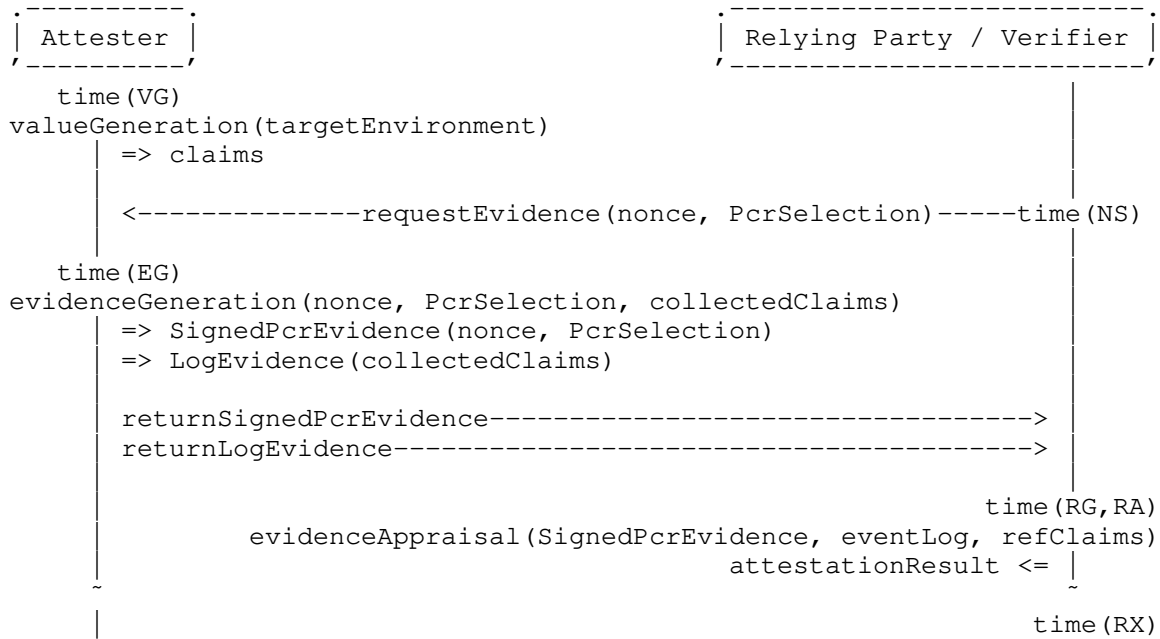 .----------. .--------------------------.
| Attester | | Relying Party / Verifier |
'----------' '--------------------------'
time(VG) |
valueGeneration(targetEnvironment) |
| => claims |
| |
| <--------------requestEvidence(nonce, PcrSelection)-----time(NS)
| |
time(EG) |
evidenceGeneration(nonce, PcrSelection, collectedClaims) |
| => SignedPcrEvidence(nonce, PcrSelection) |
| => LogEvidence(collectedClaims) |
| |
| returnSignedPcrEvidence----------------------------------> |
| returnLogEvidence----------------------------------------> |
| |
| time(RG,RA)
| evidenceAppraisal(SignedPcrEvidence, eventLog, refClaims)
| attestationResult <= |
~ ~
| time(RX)